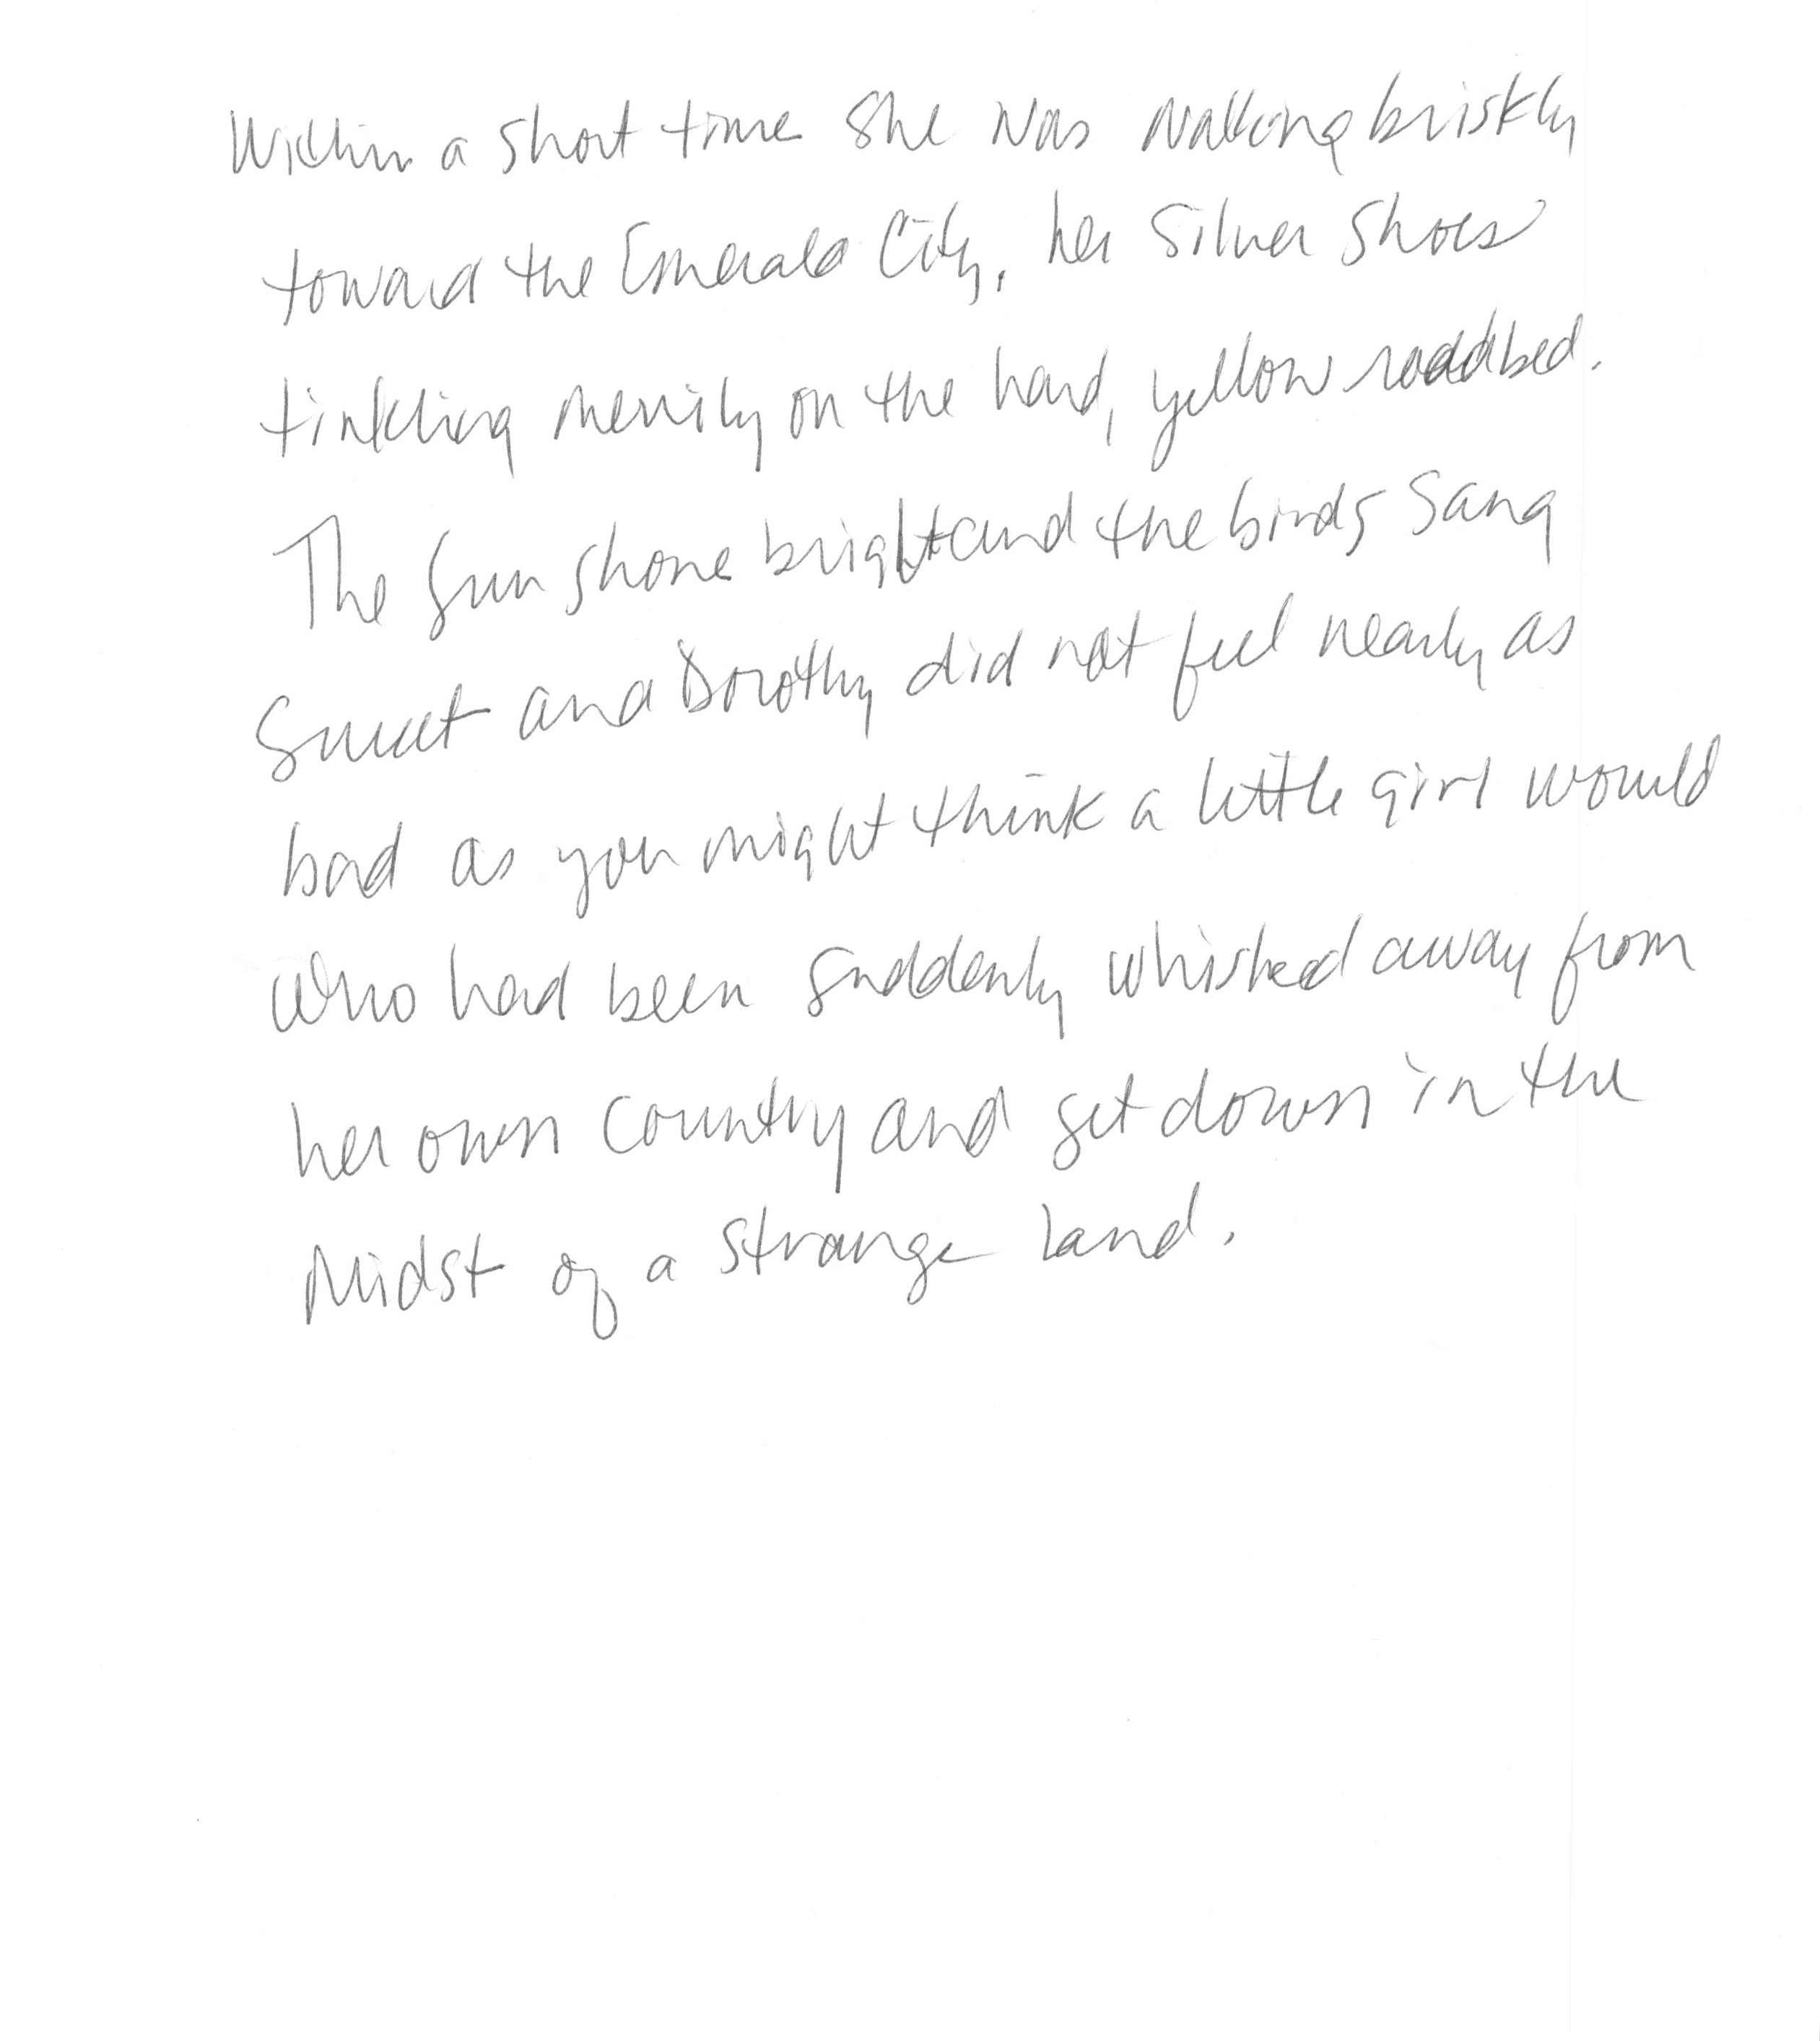 Within a short time she was walking briskly
toward the Emerald City, her silver shoes
tinkling merrily on the hard, yellow roadbed.
The sun shone bright and the birds sang
sweet and Dorothy did not feel nearly as
bad as you might think a little girl would
who had been suddenly whisked away from
her own country and set down in the
midst of a strange land.